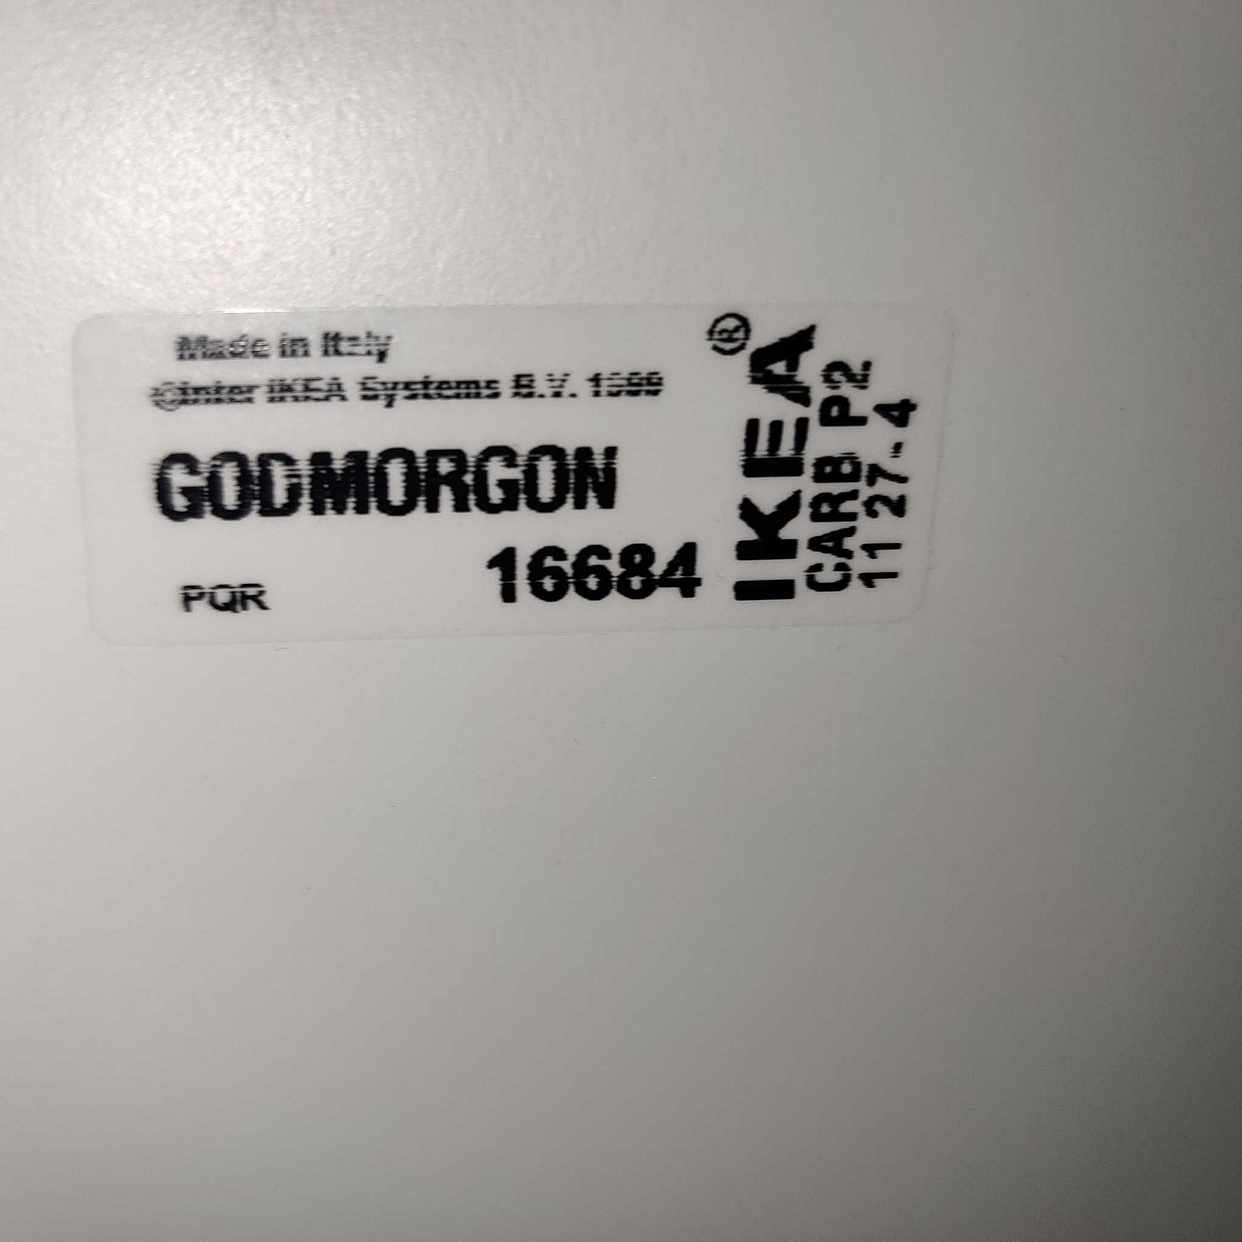 Made in Italy
©Inter IKEA Systems B.V. 1999
GODMORGON
PQR
16684
IKEA®
CARB P2
11 27-4